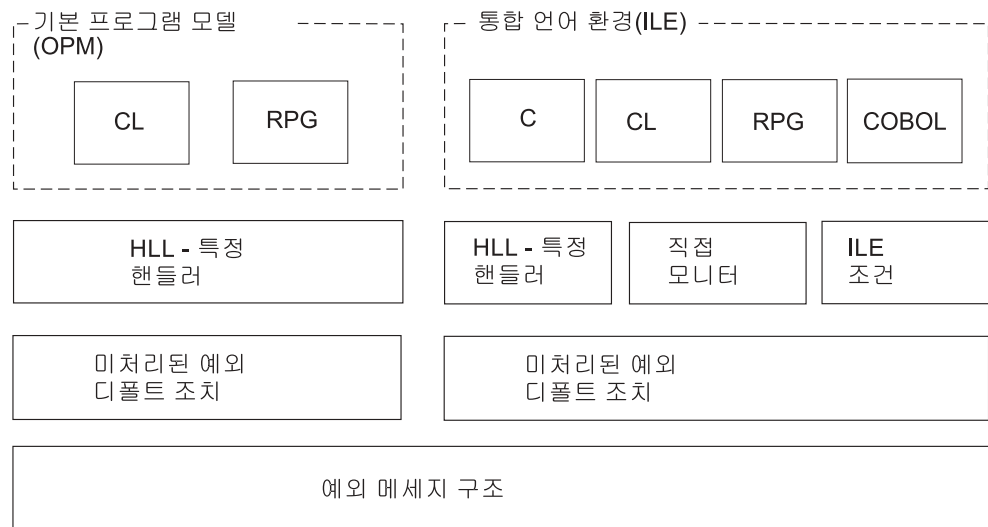 기본 프로그램 모델
(OPM)
CL
RPG
통합 언어 환경(ILE)
C
CL
RPG
COBOL
HLL - 특정
핸들러
HLL - 특정
핸들러
직접
모니터
ILE
조건
미처리된 예외
디폴트 조치
미처리된 예외
디폴트 조치
예외 메세지 구조